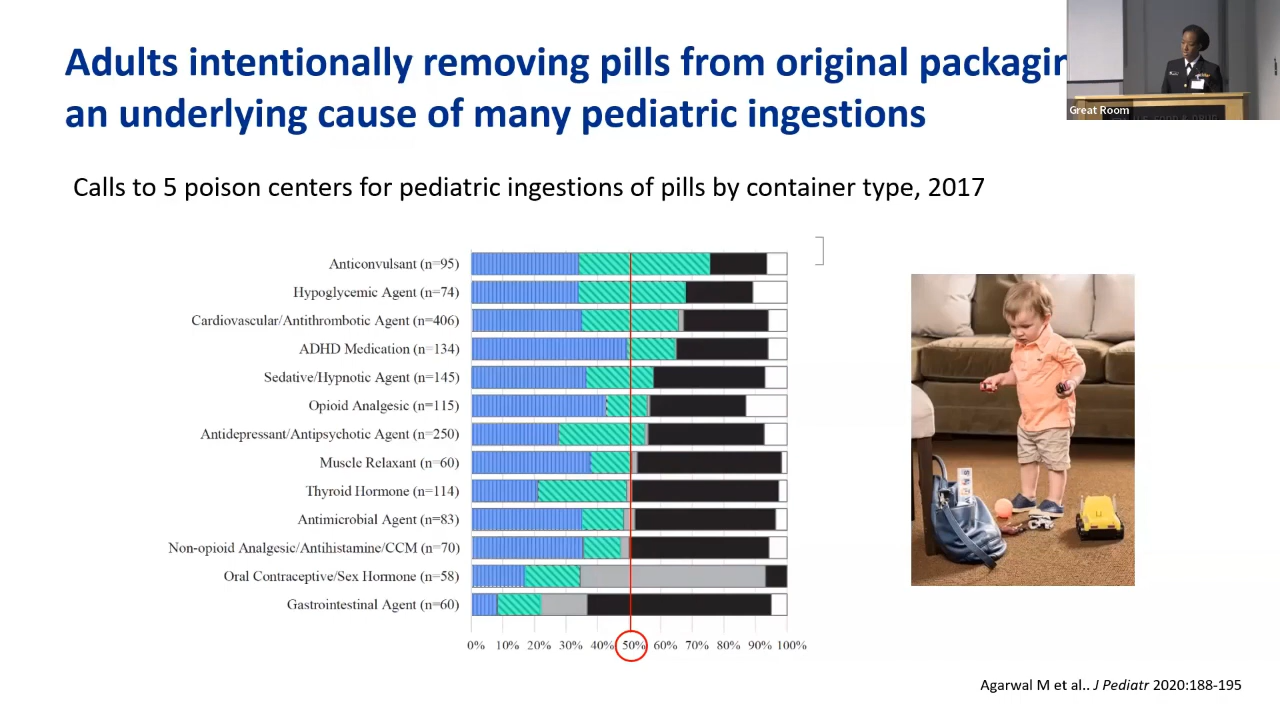 Adults intentionally removing pills from original packagin
an underlying cause of many pediatric ingestions
Great Room
Calls to 5 poison centers for pediatric ingestions of pills by container type, 2017
Anticonvulsant (n=95)
Hypoglycemic Agent (n=74)
Cardiovascular/Antithrombotic Agent (n=406)
ADHD Medication (n=134)
Sedative/Hypnotic Agent (n=145)
Opioid Analgesic (n=115)
Antidepressant/Antipsychotic Agent (n=250)
Muscle Relaxant (n=60)
Thyroid Hormone (n=114)
Antimicrobial Agent (n=83)
Non-opioid Analgesic/Antihistamine/CCM (n=70)
Oral Contraceptive/Sex Hormone (n=58)
Gastrointestinal Agent (n=60)
0% 10% 20% 30% 40% 50% 60% 70% 80% 90% 100%
Agarwal M et al.. J Pediatr 2020:188-195